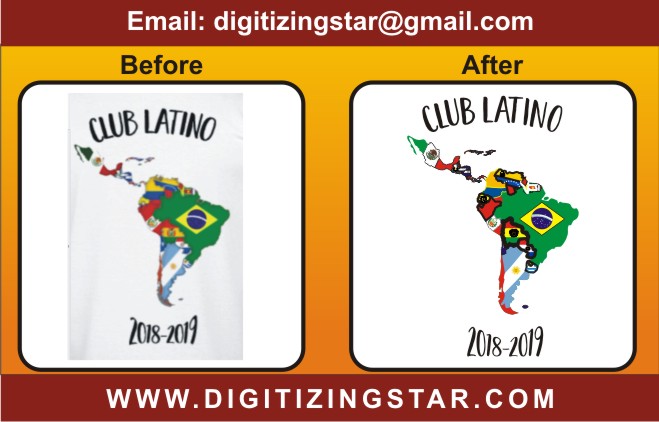 Email: digitizingstar@gmail.com
Before
After
CLUB LATINO
CLUB LATINO
2018-2019
2018-2019
WWW.DIGITIZINGSTAR.COM